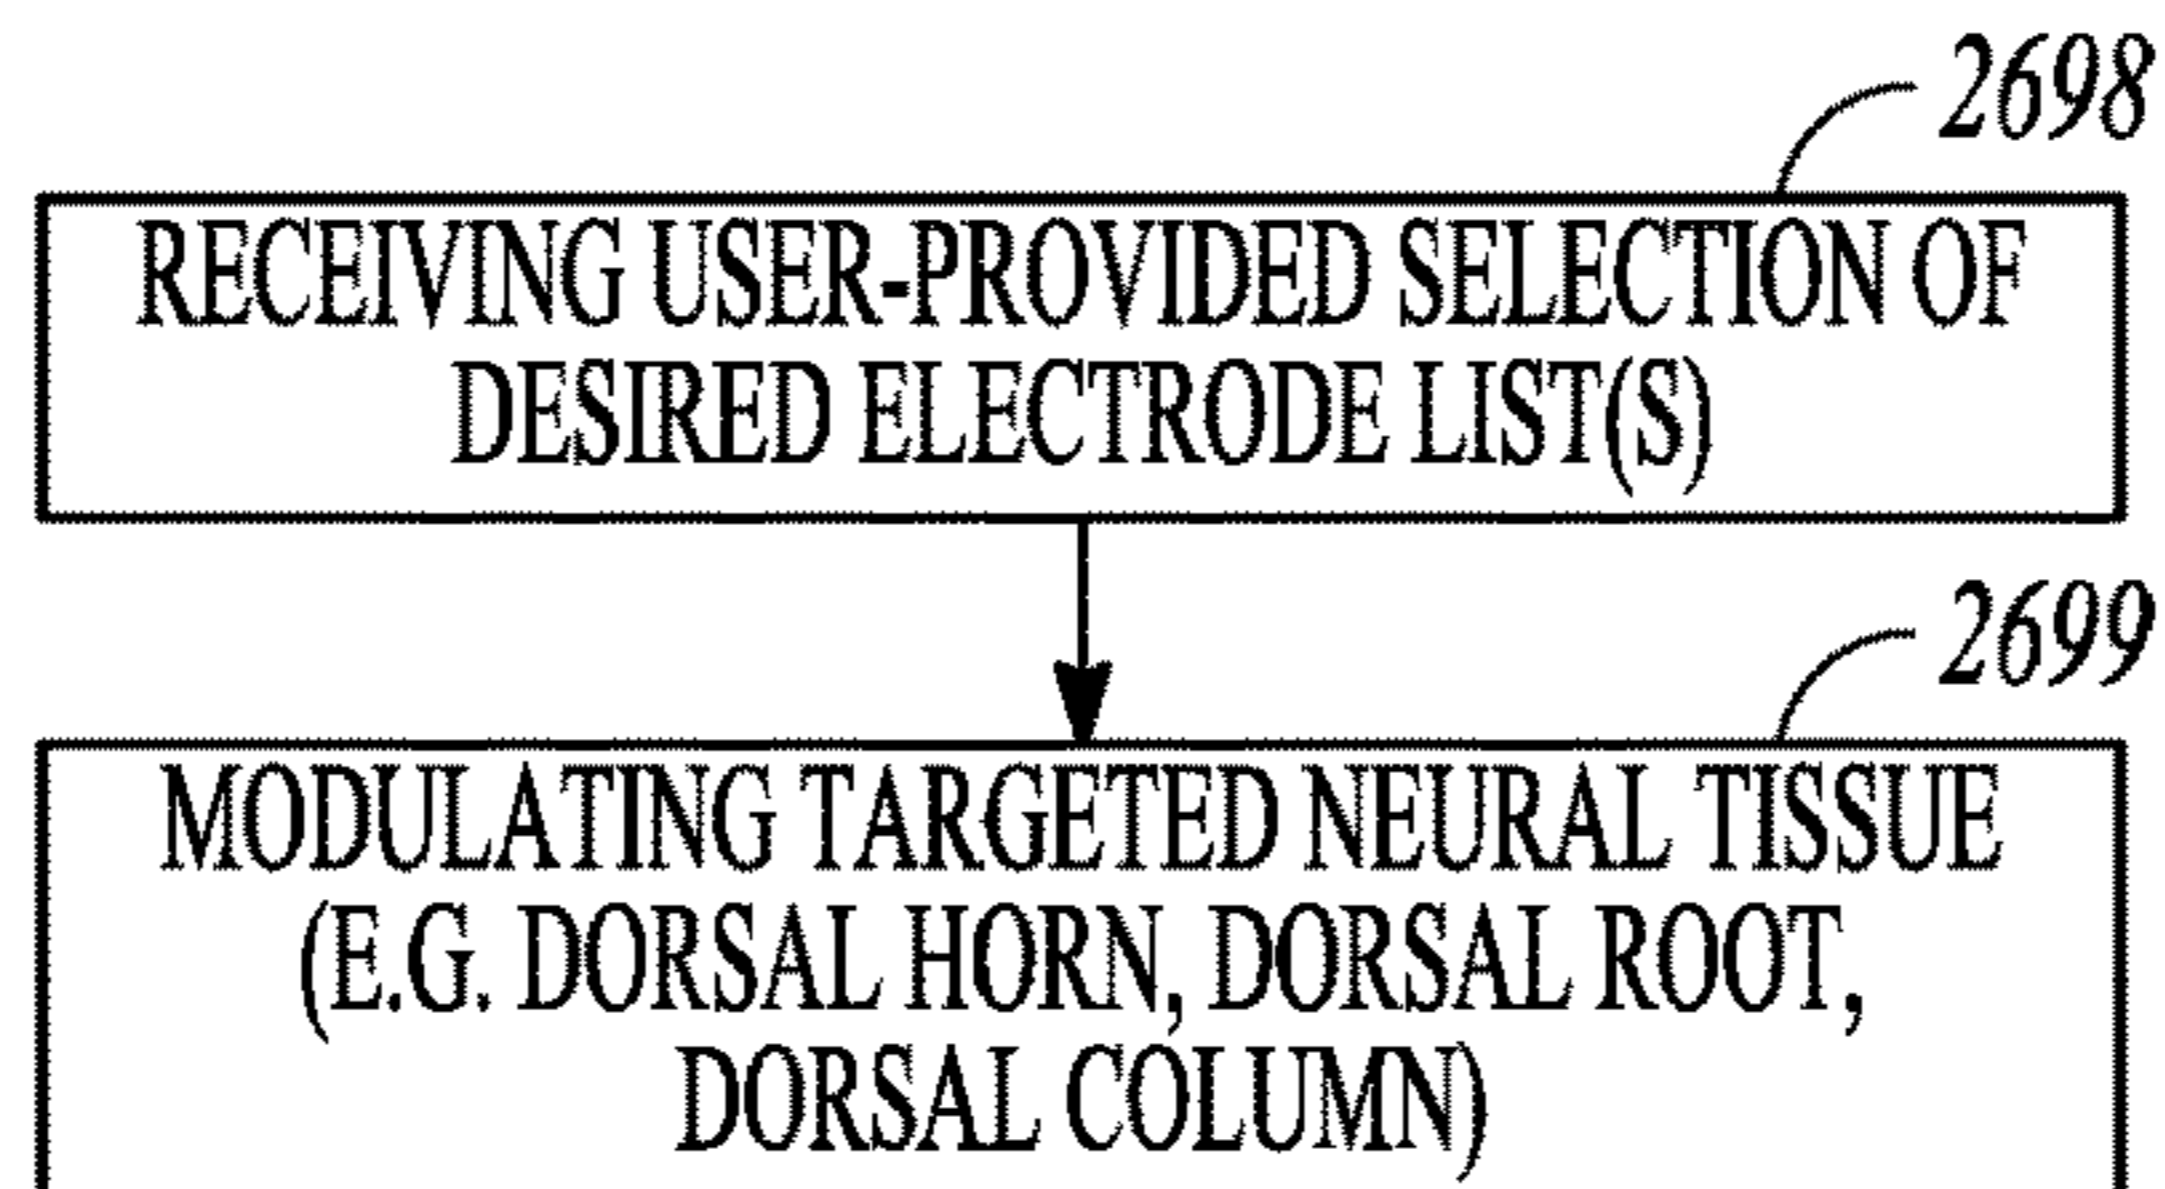 2698
RECEIVING USER-PROVIDED SELECTION OF
DESIRED ELECTRODE LIST(S)
2699
MODULATING TARGETED NEURAL TISSUE
(E.G. DORSAL HORN, DORSAL ROOT,
DORSAL COLUMN)